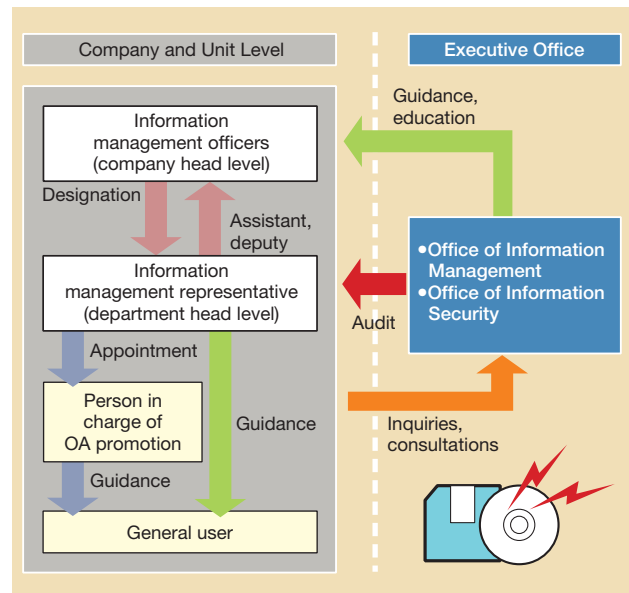 Company and Unit Level
Executive Office
Guidance,
education
Information
management officers
(company head level)
Designation
Assistant,
deputy
Information
management representative
(department head level)
•Office of Information
Management
•Office of Information
Security
Audit
Appointment
Person in
charge of
OA promotion
Guidance
Inquiries,
consultations
Guidance
General user